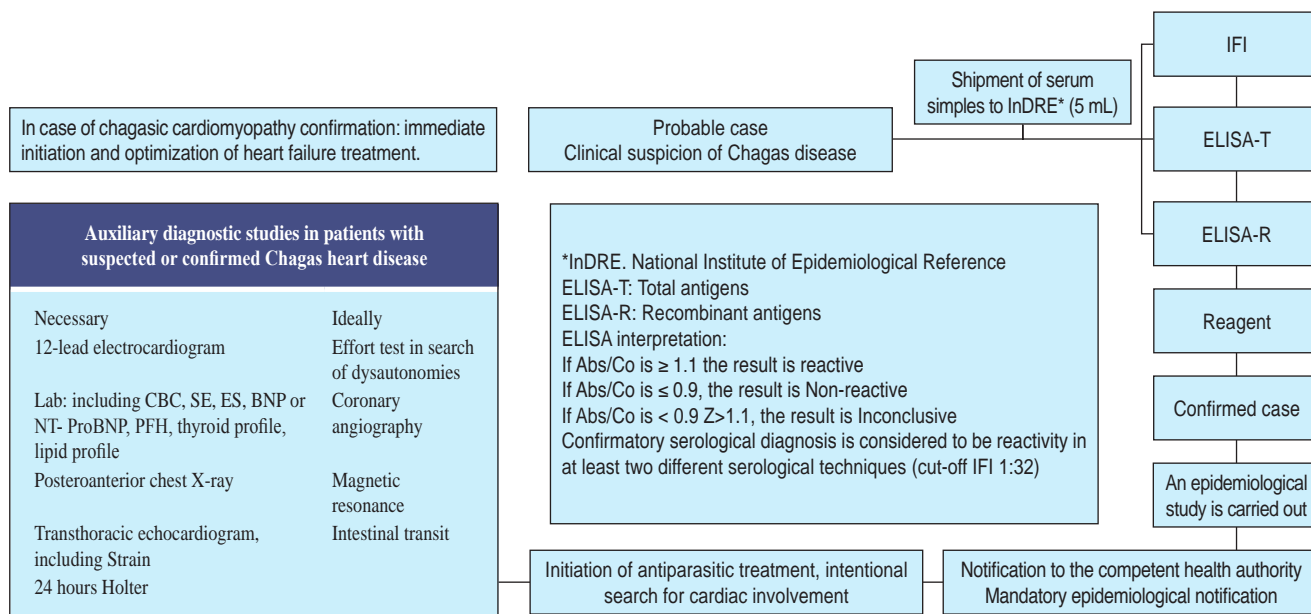 In case of chagasic cardiomyopathy confirmation: immediate
initiation and optimization of heart failure treatment.
Probable case
Clinical suspicion of Chagas disease
Shipment of serum
simples to InDRE* (5 mL)
IFI
ELISA-T
ELISA-R
Reagent
Confirmed case
An epidemiological
study is carried out
Notification to the competent health authority
Mandatory epidemiological notification
Initiation of antiparasitic treatment, intentional
search for cardiac involvement
*InDRE. National Institute of Epidemiological Reference
ELISA-T: Total antigens
ELISA-R: Recombinant antigens
ELISA interpretation:
If Abs/Co is ≥ 1.1 the result is reactive
If Abs/Co is ≤ 0.9, the result is Non-reactive
If Abs/Co is < 0.9 Z>1.1, the result is Inconclusive
Confirmatory serological diagnosis is considered to be reactivity in
at least two different serological techniques (cut-off IFI 1:32)
Auxiliary diagnostic studies in patients with
suspected or confirmed Chagas heart disease
Necessary
12-lead electrocardiogram
Lab: including CBC, SE, ES, BNP or
NT- ProBNP, PFH, thyroid profile,
lipid profile
Posteroanterior chest X-ray
Transthoracic echocardiogram,
including Strain
24 hours Holter
Ideally
Effort test in search
of dysautonomies
Coronary
angiography
Magnetic
resonance
Intestinal transit